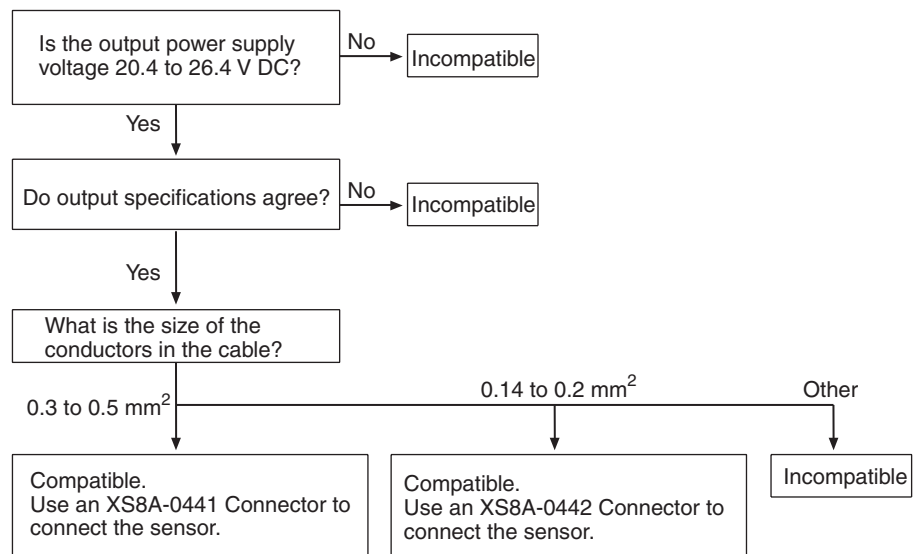 Is the output power supply
voltage 20.4 to 26.4 V DC?
No
Incompatible
Yes
Do output specifications agree?
No
Incompatible
Yes
What is the size of the
conductors in the cable?
0.3 to 0.5 mm²
0.14 to 0.2 mm²
Other
Compatible.
Use an XS8A-0441 Connector to
connect the sensor.
Compatible.
Use an XS8A-0442 Connector to
connect the sensor.
Incompatible